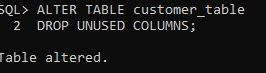 SQL> ALTER TABLE customer_table
  2  DROP UNUSED COLUMNS;
Table altered.